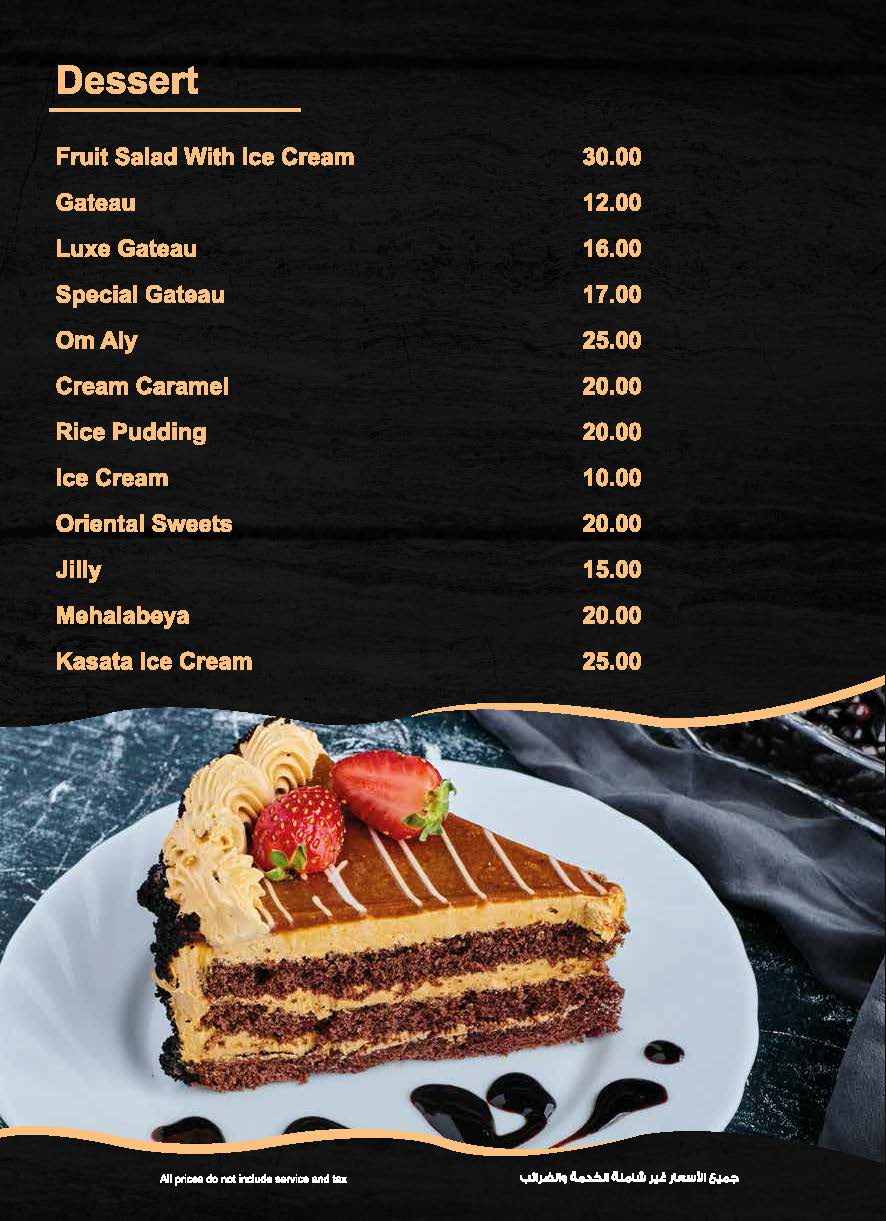 Dessert
Fruit Salad With Ice Cream 30.00
Gateau 12.00
Luxe Gateau 16.00
Special Gateau 17.00
Om Aly 25.00
Cream Caramel 20.00
Rice Pudding 20.00
Ice Cream 10.00
Oriental Sweets 20.00
Jilly 15.00
Mehalabeya 20.00
Kasata Ice Cream 25.00
All prices do not include service and tax
جميع الأسعار غير شاملة الخدمة والضرائب